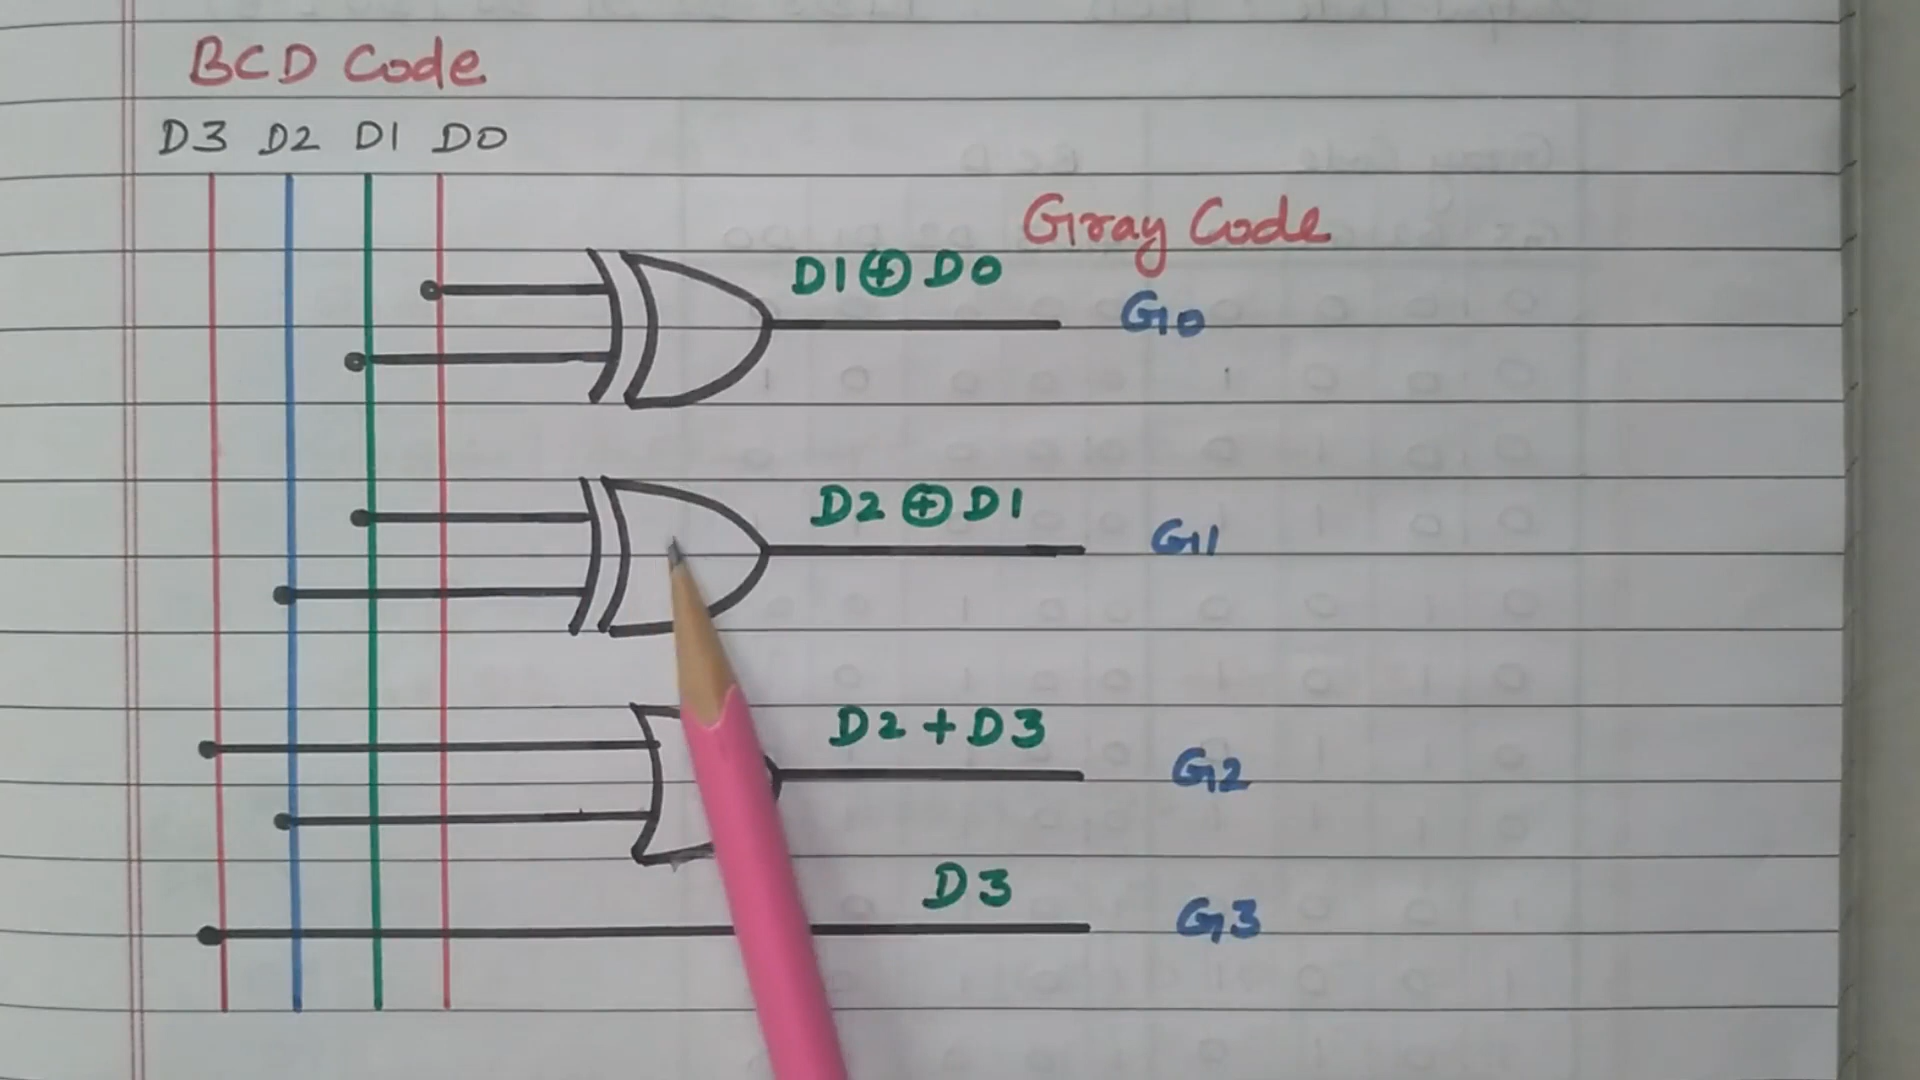 BCD Code
D3 D2 D1 D0
Gray Code
D1 ⊕ D0
G0
D2 ⊕ D1
G1
D2 + D3
G2
D3
G3